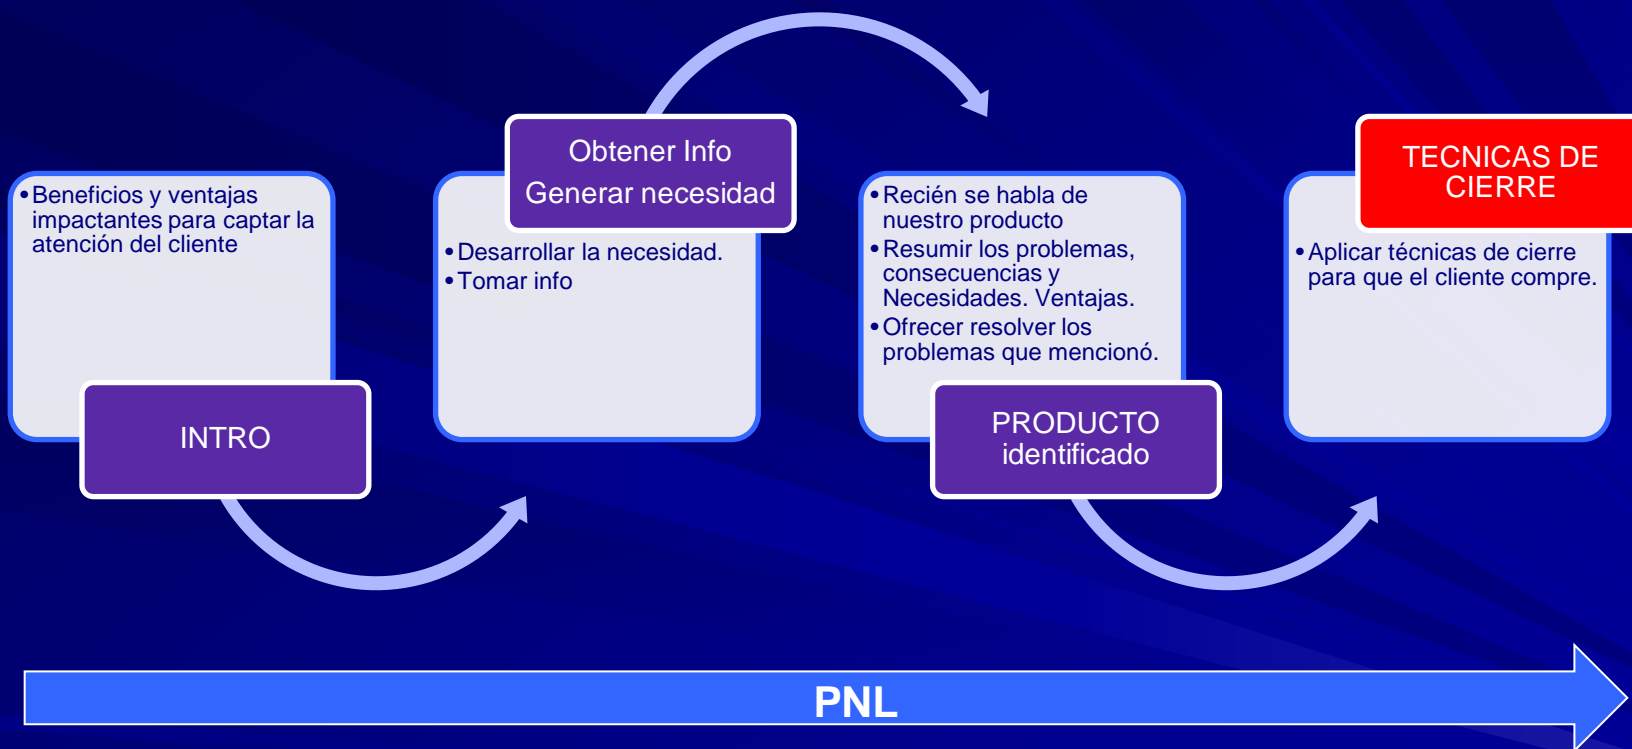 •Beneficios y ventajas
impactantes para captar la
atención del cliente
INTRO
Obtener Info
Generar necesidad
•Desarrollar la necesidad.
•Tomar info
•Recién se habla de
nuestro producto
•Resumir los problemas,
consecuencias y
Necesidades. Ventajas.
•Ofrecer resolver los
problemas que mencionó.
PRODUCTO
identificado
TECNICAS DE
CIERRE
•Aplicar técnicas de cierre
para que el cliente compre.
PNL